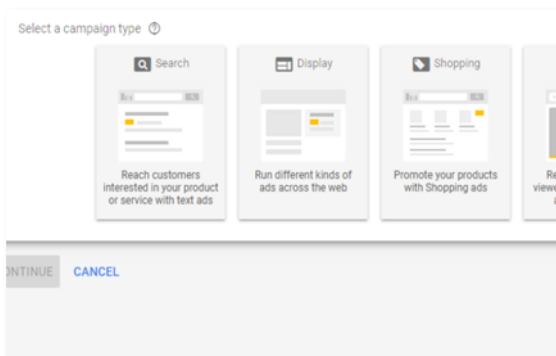 Select a campaign type
Search
Reach customers
interested in your product
or service with text ads
Display
Run different kinds of
ads across the web
Shopping
Promote your products
with Shopping ads
CANCEL